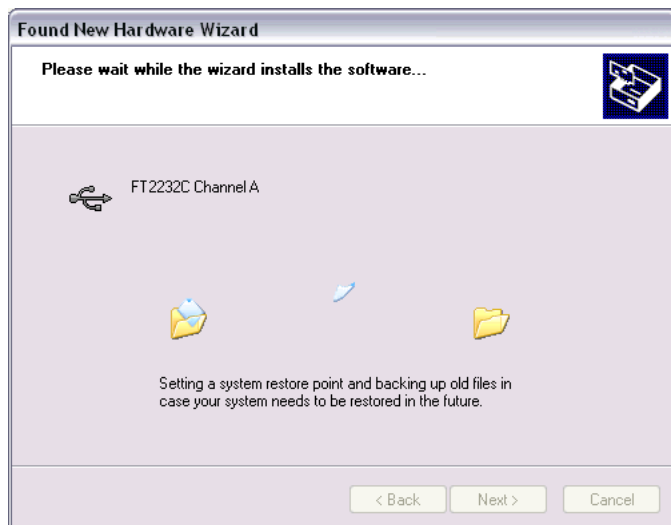 Found New Hardware Wizard
Please wait while the wizard installs the software...
FT2232C Channel A
Setting a system restore point and backing up old files in
case your system needs to be restored in the future.
< Back
Next >
Cancel